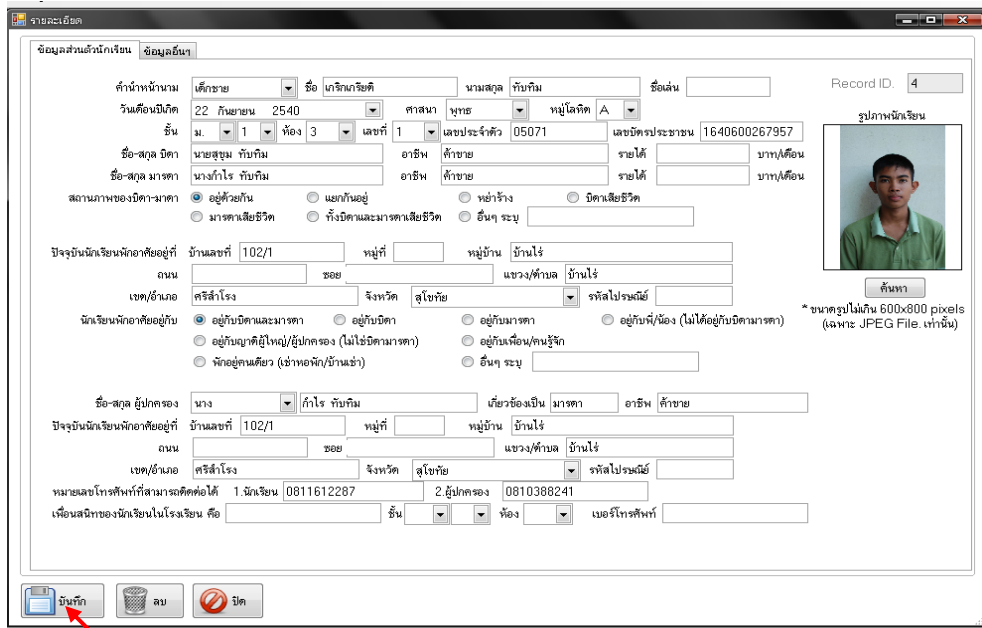 รายละเอียด
ข้อมูลส่วนตัวนักเรียน ข้อมูลอื่นๆ
คำนำหน้านาม เด็กชาย ชื่อ เกริกเกรียติ นามสกุล ทับทิม ชื่อเล่น Record ID. 4
วันเดือนปีเกิด 22 กันยายน 2540 ศาสนา พุทธ หมู่โลหิต A รูปภาพนักเรียน
ชั้น ม. 1 ห้อง 3 เลขที่ 1 เลขประจำตัว 05071 เลขบัตรประชาชน 1640600267957
ชื่อ-สกุล บิดา นายสุขุม ทับทิม อาชีพ ค้าขาย รายได้ บาท/เดือน
ชื่อ-สกุล มารดา นางกำไร ทับทิม อาชีพ ค้าขาย รายได้ บาท/เดือน
สถานภาพของบิดา-มาดา อยู่ด้วยกัน แยกกันอยู่ หย่าร้าง บิดาเสียชีวิต
มารดาเสียชีวิต ทั้งบิดาและมารดาเสียชีวิต อื่นๆ ระบุ
ปัจจุบันนักเรียนพักอาศัยอยู่ที่ บ้านเลขที่ 102/1 หมู่ที่ หมู่บ้าน บ้านไร่
ถนน ซอย แขวง/ตำบล บ้านไร่
ค้นหา
เขต/อำเภอ ศรีสำโรง จังหวัด สุโขทัย รหัสไปรษณีย์
*ขนาดรูปไม่เกิน 600x800 pixels
(เฉพาะ JPEG File. เท่านั้น)
นักเรียนพักอาศัยอยู่กับ อยู่กับบิดาและมารดา อยู่กับบิดา อยู่กับมารดา อยู่กับพี่/น้อง (ไม่ได้อยู่กับบิดามารดา)
อยู่กับญาติผู้ใหญ่/ผู้ปกครอง (ไม่ใช่บิดามารดา) อยู่กับเพื่อน/คนรู้จัก
พักอยู่คนเดียว (เช่าหอพัก/บ้านเช่า) อื่นๆ ระบุ
ชื่อ-สกุล ผู้ปกครอง นาง กำไร ทับทิม เกี่ยวข้องเป็น มารดา อาชีพ ค้าขาย
ปัจจุบันนักเรียนพักอาศัยอยู่ที่ บ้านเลขที่ 102/1 หมู่ที่ หมู่บ้าน บ้านไร่
ถนน ซอย แขวง/ตำบล บ้านไร่
เขต/อำเภอ ศรีสำโรง จังหวัด สุโขทัย รหัสไปรษณีย์
หมายเลขโทรศัพท์ที่สามารถติดต่อได้ 1.นักเรียน 0811612287 2.ผู้ปกครอง 0810388241
เพื่อนสนิทของนักเรียนในโรงเรียน คือ ชั้น ห้อง เบอร์โทรศัพท์
บันทึก ลบ ปิด